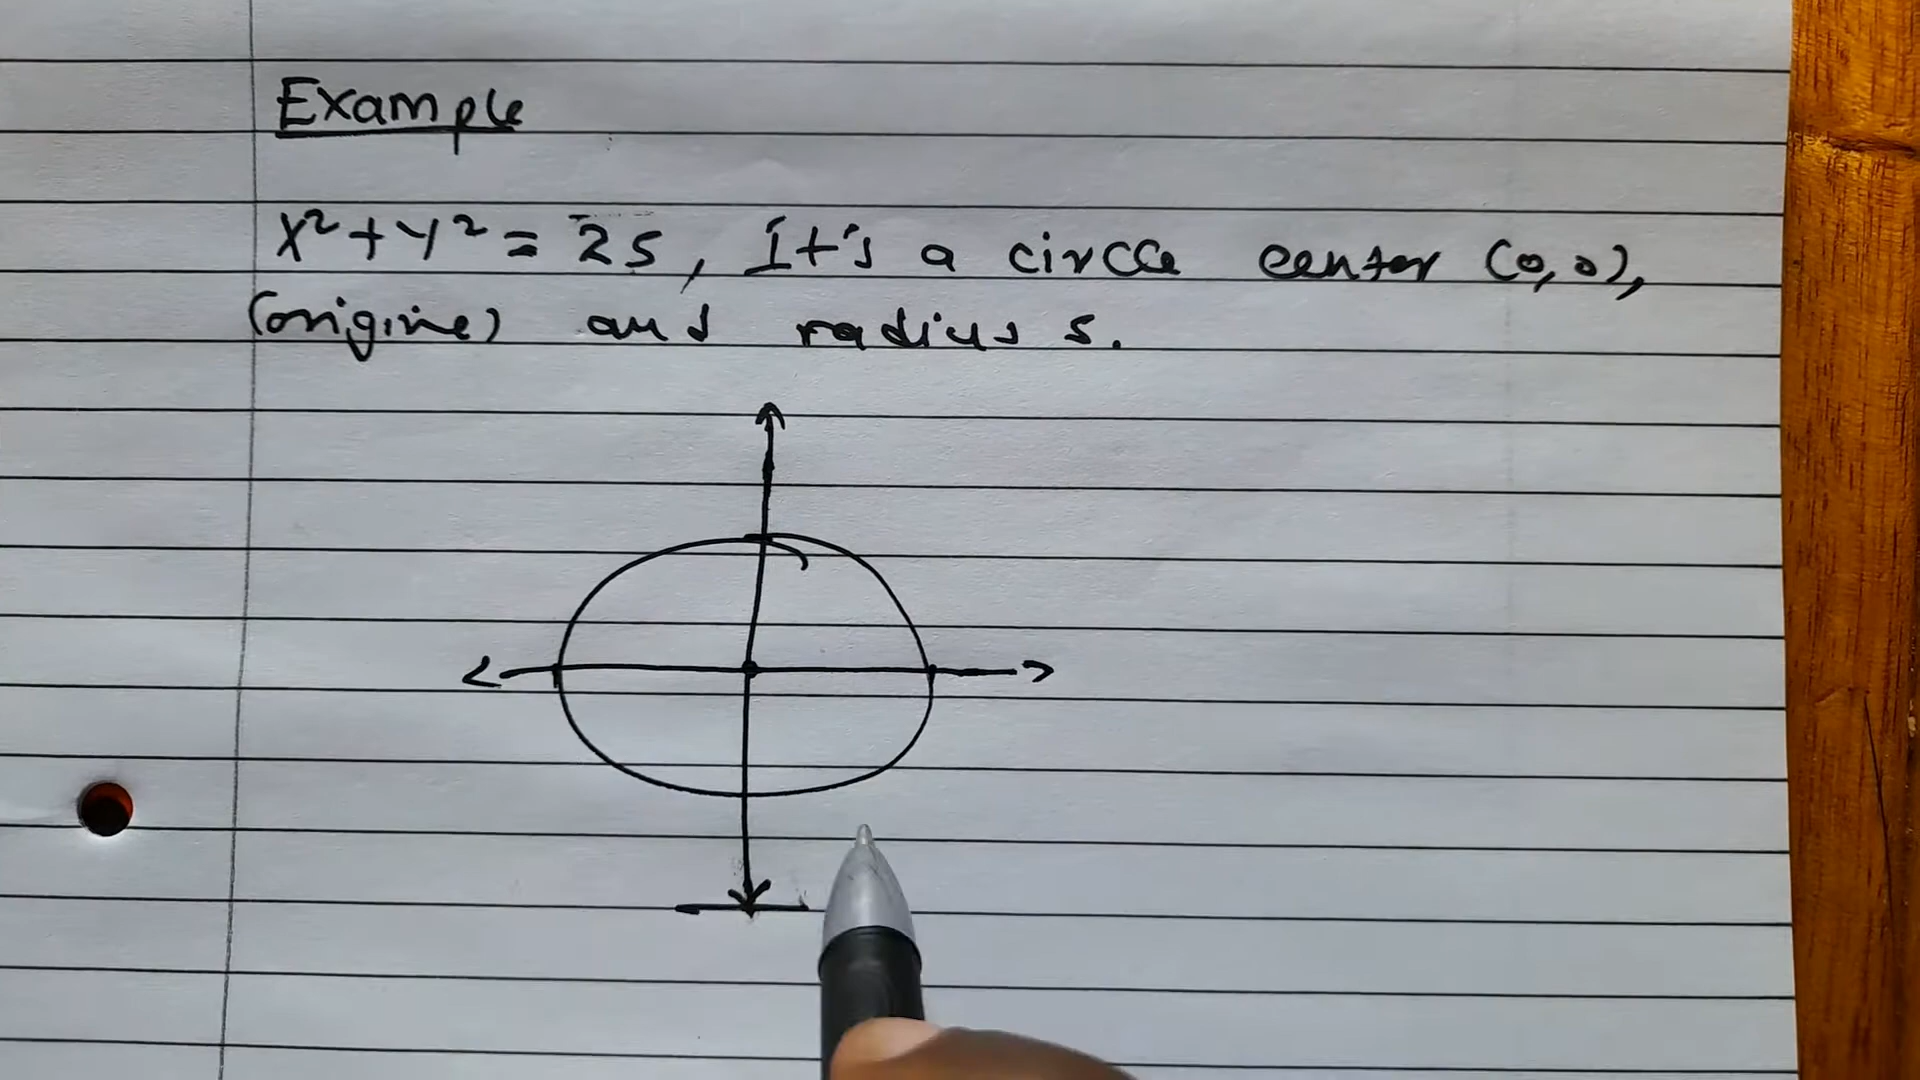 Example
x² + y² = 25, It's a circle center (0,0),
(origine) and radius 5.